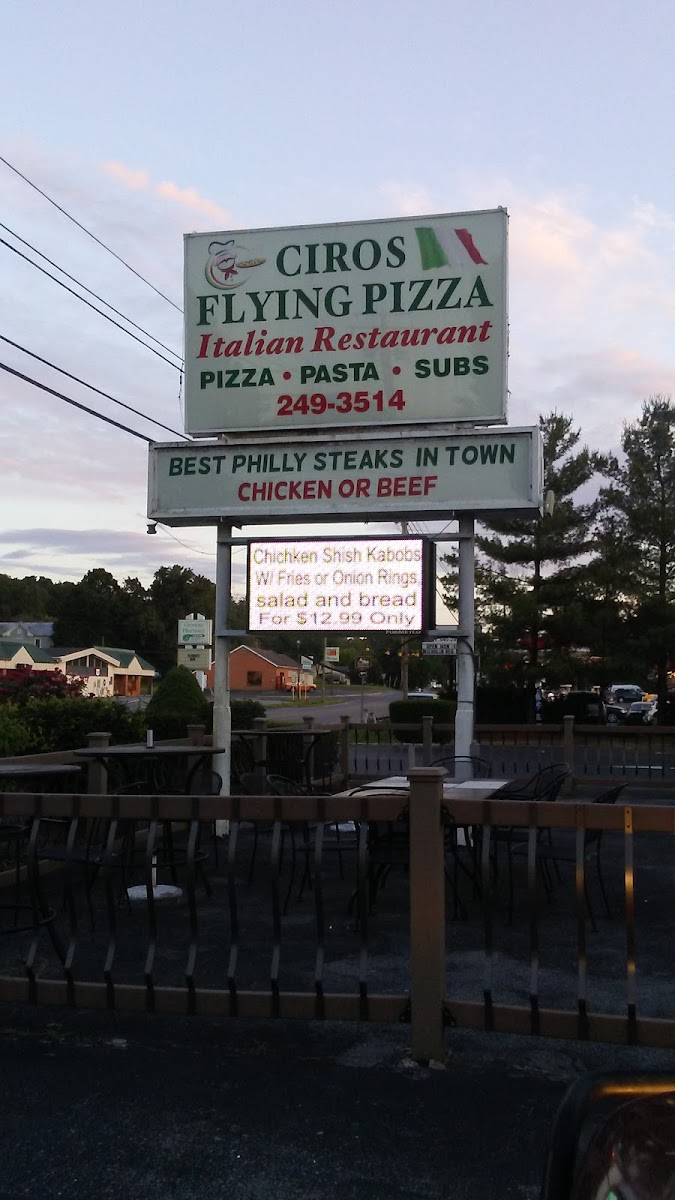 CIROS
FLYING PIZZA
Italian Restaurant
PIZZA • PASTA • SUBS
249-3514
BEST PHILLY STEAKS IN TOWN
CHICKEN OR BEEF
Chichken Shish Kabobs
W/ Fries or Onion Rings,
salad and bread
For $12.99 Only